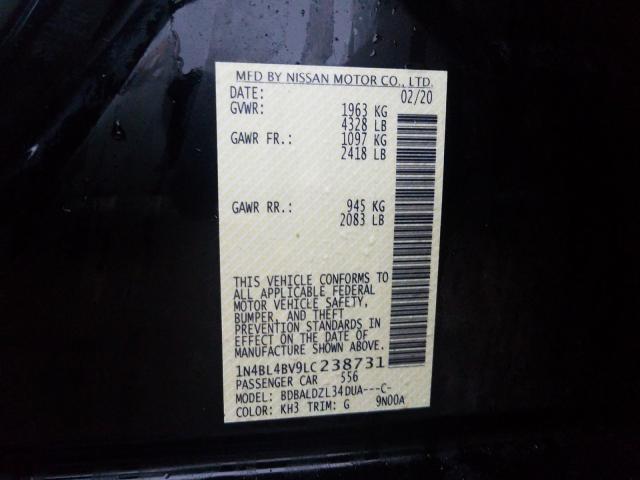 MFD BY NISSAN MOTOR CO., LTD.
DATE: 02/20
GVWR: 1963 KG
4328 LB
GAWR FR.: 1097 KG
2418 LB
GAWR RR.: 945 KG
2083 LB
THIS VEHICLE CONFORMS TO
ALL APPLICABLE FEDERAL
MOTOR VEHICLE SAFETY,
BUMPER, AND THEFT
PREVENTION STANDARDS IN
EFFECT ON THE DATE OF
MANUFACTURE SHOWN ABOVE.
1N4BL4BV9LC238731
PASSENGER CAR 556
MODEL: BDBALDZL34DUA---C-
COLOR: KH3 TRIM: G 9N00A